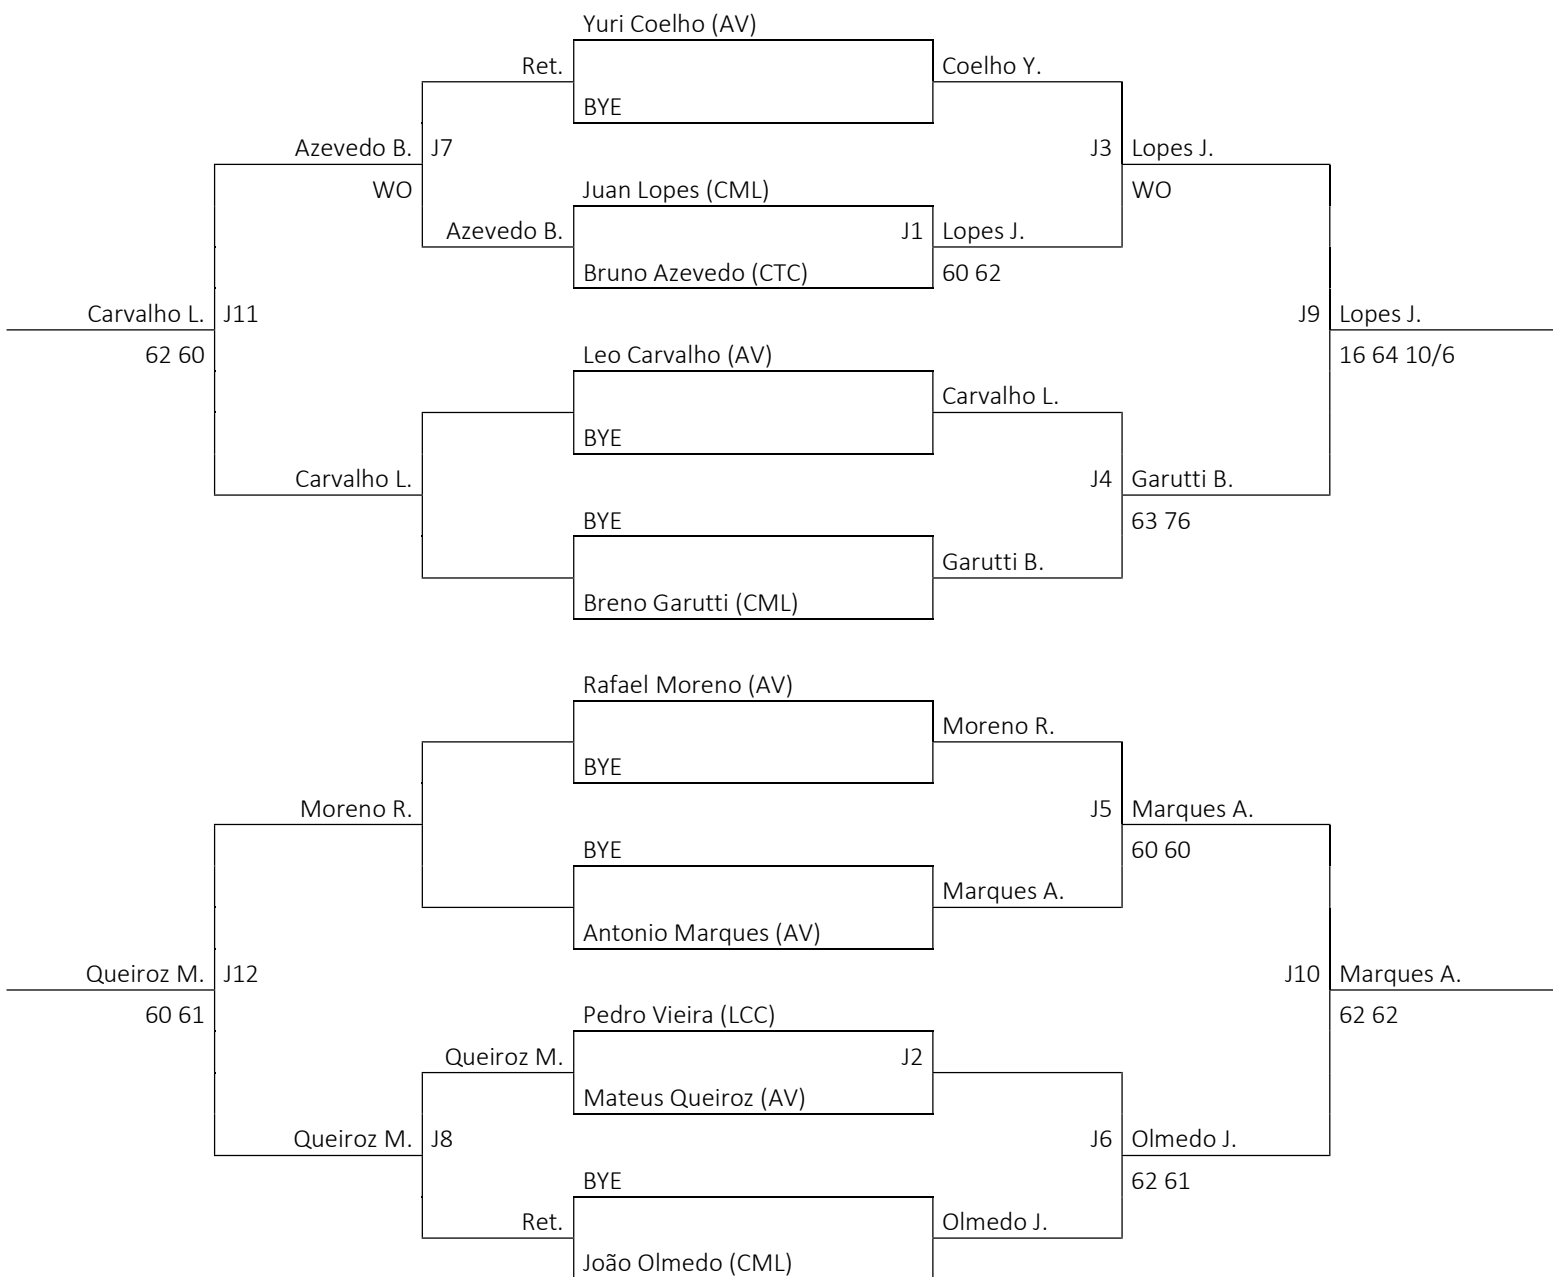 Yuri Coelho (AV)
Ret.
Coelho Y.
BYE
Azevedo B. J7
J3 Lopes J.
WO
Juan Lopes (CML)
WO
Azevedo B.
J1 Lopes J.
Bruno Azevedo (CTC)
60 62
Carvalho L. J11
J9 Lopes J.
62 60
Leo Carvalho (AV)
16 64 10/6
Carvalho L.
BYE
Carvalho L.
J4 Garutti B.
BYE
63 76
Garutti B.
Breno Garutti (CML)
Rafael Moreno (AV)
Moreno R.
BYE
Moreno R.
J5 Marques A.
BYE
60 60
Marques A.
Antonio Marques (AV)
Queiroz M. J12
J10 Marques A.
60 61
Pedro Vieira (LCC)
62 62
Queiroz M.
J2
Mateus Queiroz (AV)
Queiroz M. J8
J6 Olmedo J.
BYE
62 61
Ret.
Olmedo J.
João Olmedo (CML)